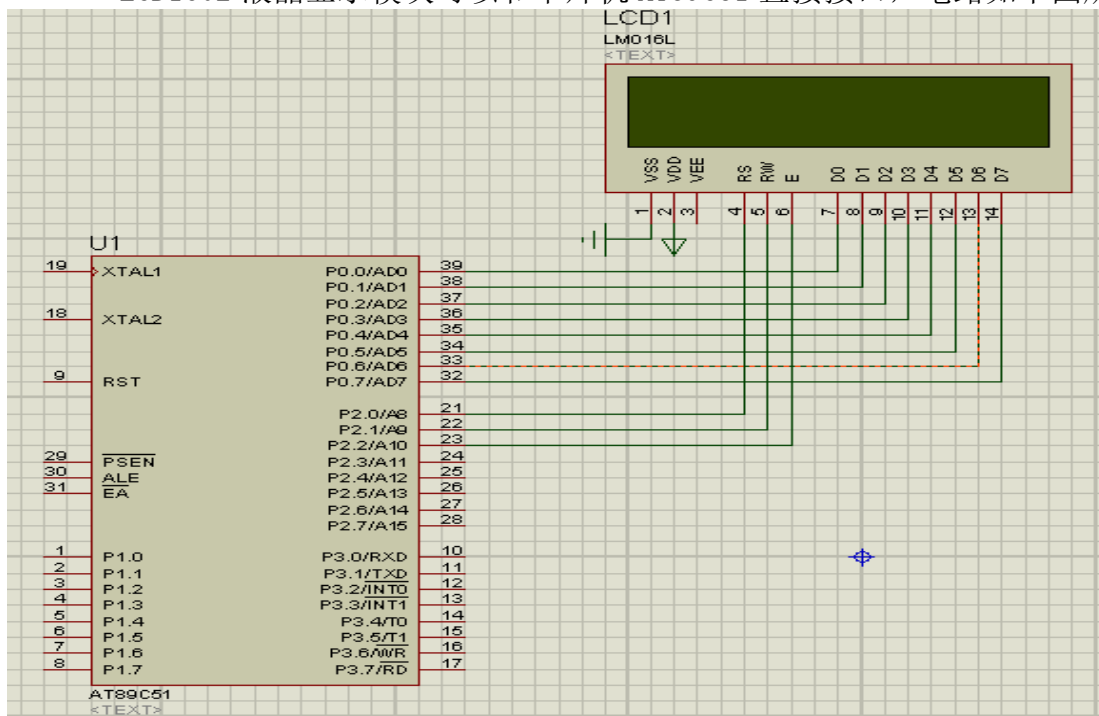 LCD1
LM016L
<TEXT>
VSS
VDD
VEE
RS
RW
E
D0
D1
D2
D3
D4
D5
D6
D7
1
2
3
4
5
6
7
8
9
10
11
12
13
14
U1
19 XTAL1
18 XTAL2
9 RST
29 PSEN
30 ALE
31 EA
1 P1.0
2 P1.1
3 P1.2
4 P1.3
5 P1.4
6 P1.5
7 P1.6
8 P1.7
P0.0/AD0 39
P0.1/AD1 38
P0.2/AD2 37
P0.3/AD3 36
P0.4/AD4 35
P0.5/AD5 34
P0.6/AD6 33
P0.7/AD7 32
P2.0/A8 21
P2.1/A9 22
P2.2/A10 23
P2.3/A11 24
P2.4/A12 25
P2.5/A13 26
P2.6/A14 27
P2.7/A15 28
P3.0/RXD 10
P3.1/TXD 11
P3.2/INT0 12
P3.3/INT1 13
P3.4/T0 14
P3.5/T1 15
P3.6/WR 16
P3.7/RD 17
AT89C51
<TEXT>